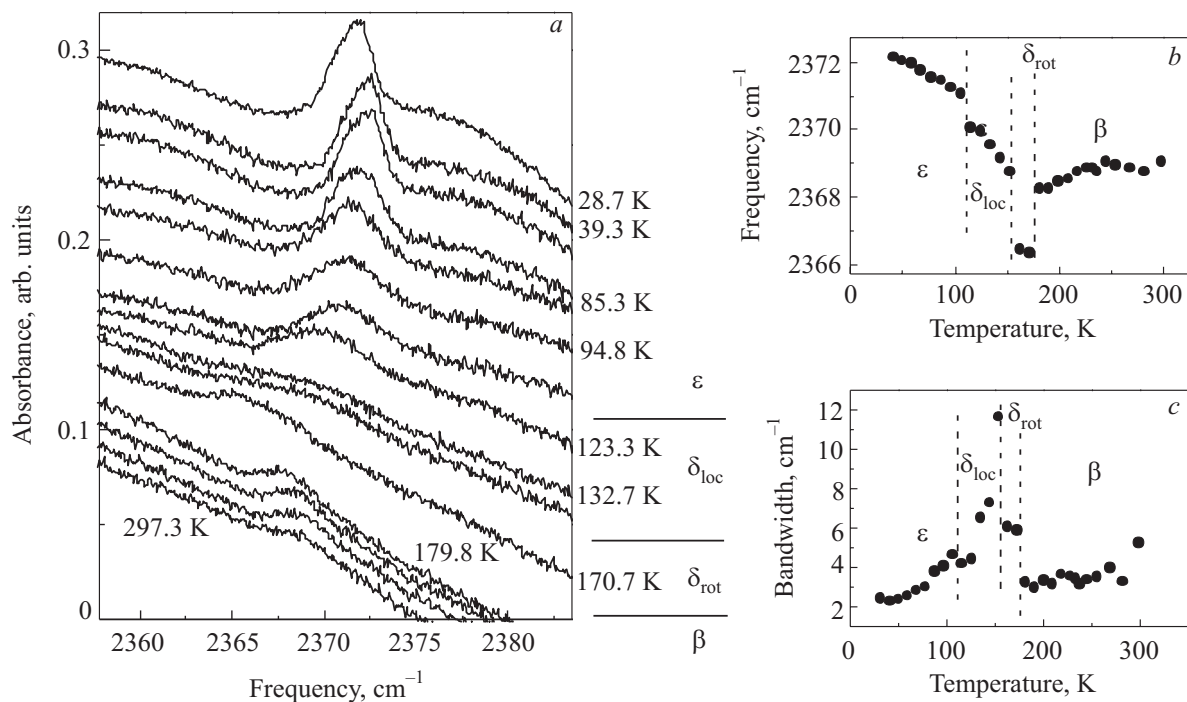 a
0.3
0.2
0.1
0
Absorbance, arb. units
28.7 K
39.3 K
85.3 K
94.8 K
123.3 K
132.7 K
170.7 K
179.8 K
297.3 K
ε
δloc
δrot
β
2360 2365 2370 2375 2380
Frequency, cm–1
b
2372
2370
2368
2366
Frequency, cm–1
ε
δloc
δrot
β
0 100 200 300
Temperature, K
c
12
10
8
6
4
2
Bandwidth, cm–1
ε
δloc
δrot
β
0 100 200 300
Temperature, K